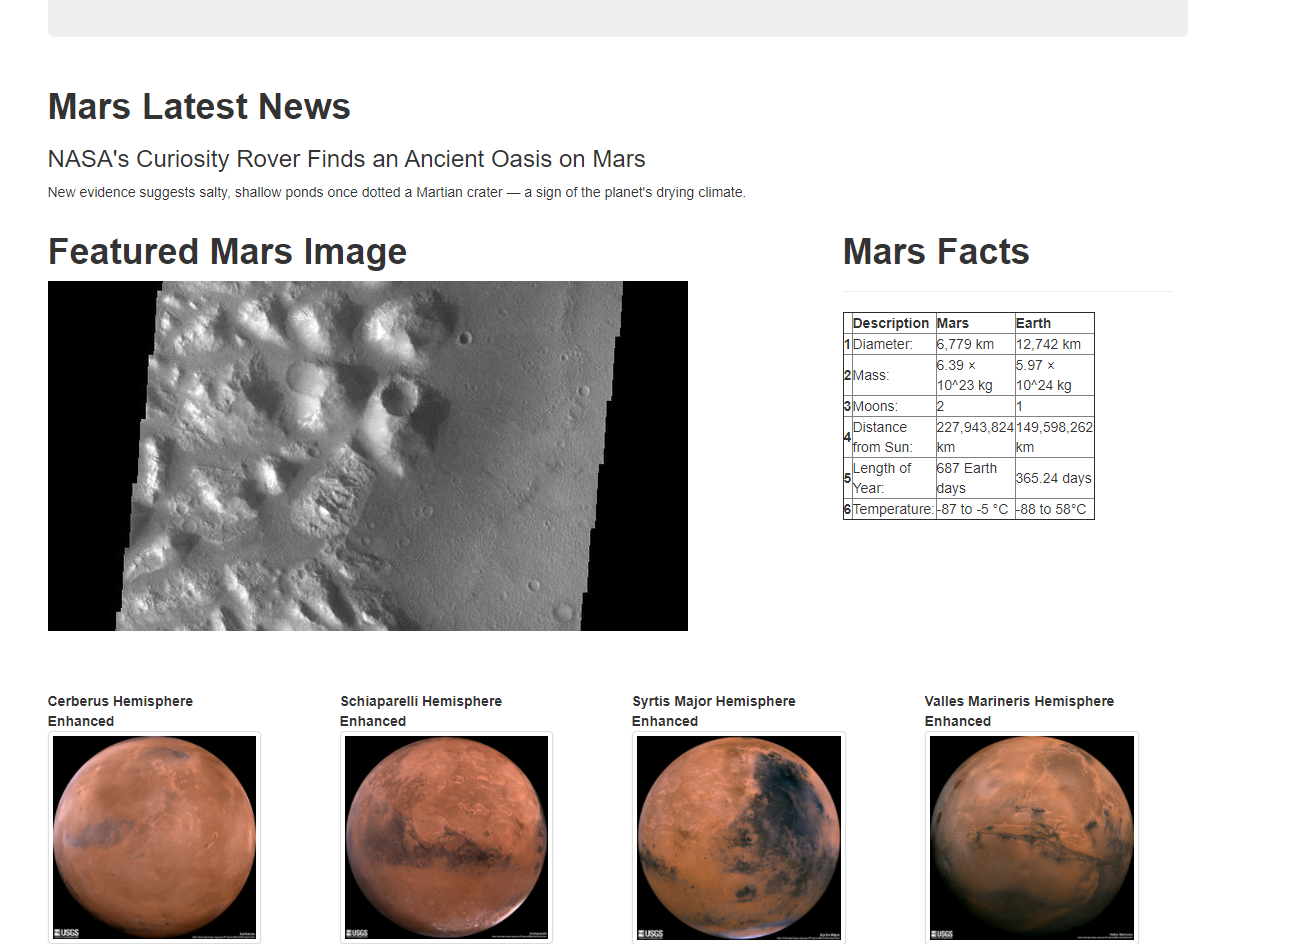 Mars Latest News
NASA's Curiosity Rover Finds an Ancient Oasis on Mars
New evidence suggests salty, shallow ponds once dotted a Martian crater — a sign of the planet's drying climate.
Featured Mars Image
Mars Facts
Description Mars Earth
1 Diameter: 6,779 km 12,742 km
2 Mass: 6.39 × 10^23 kg 5.97 × 10^24 kg
3 Moons: 2 1
4 Distance from Sun: 227,943,824 km 149,598,262 km
5 Length of Year: 687 Earth days 365.24 days
6 Temperature: -87 to -5 °C -88 to 58°C
Cerberus Hemisphere
Enhanced
Schiaparelli Hemisphere
Enhanced
Syrtis Major Hemisphere
Enhanced
Valles Marineris Hemisphere
Enhanced
USGS
USGS
USGS
USGS